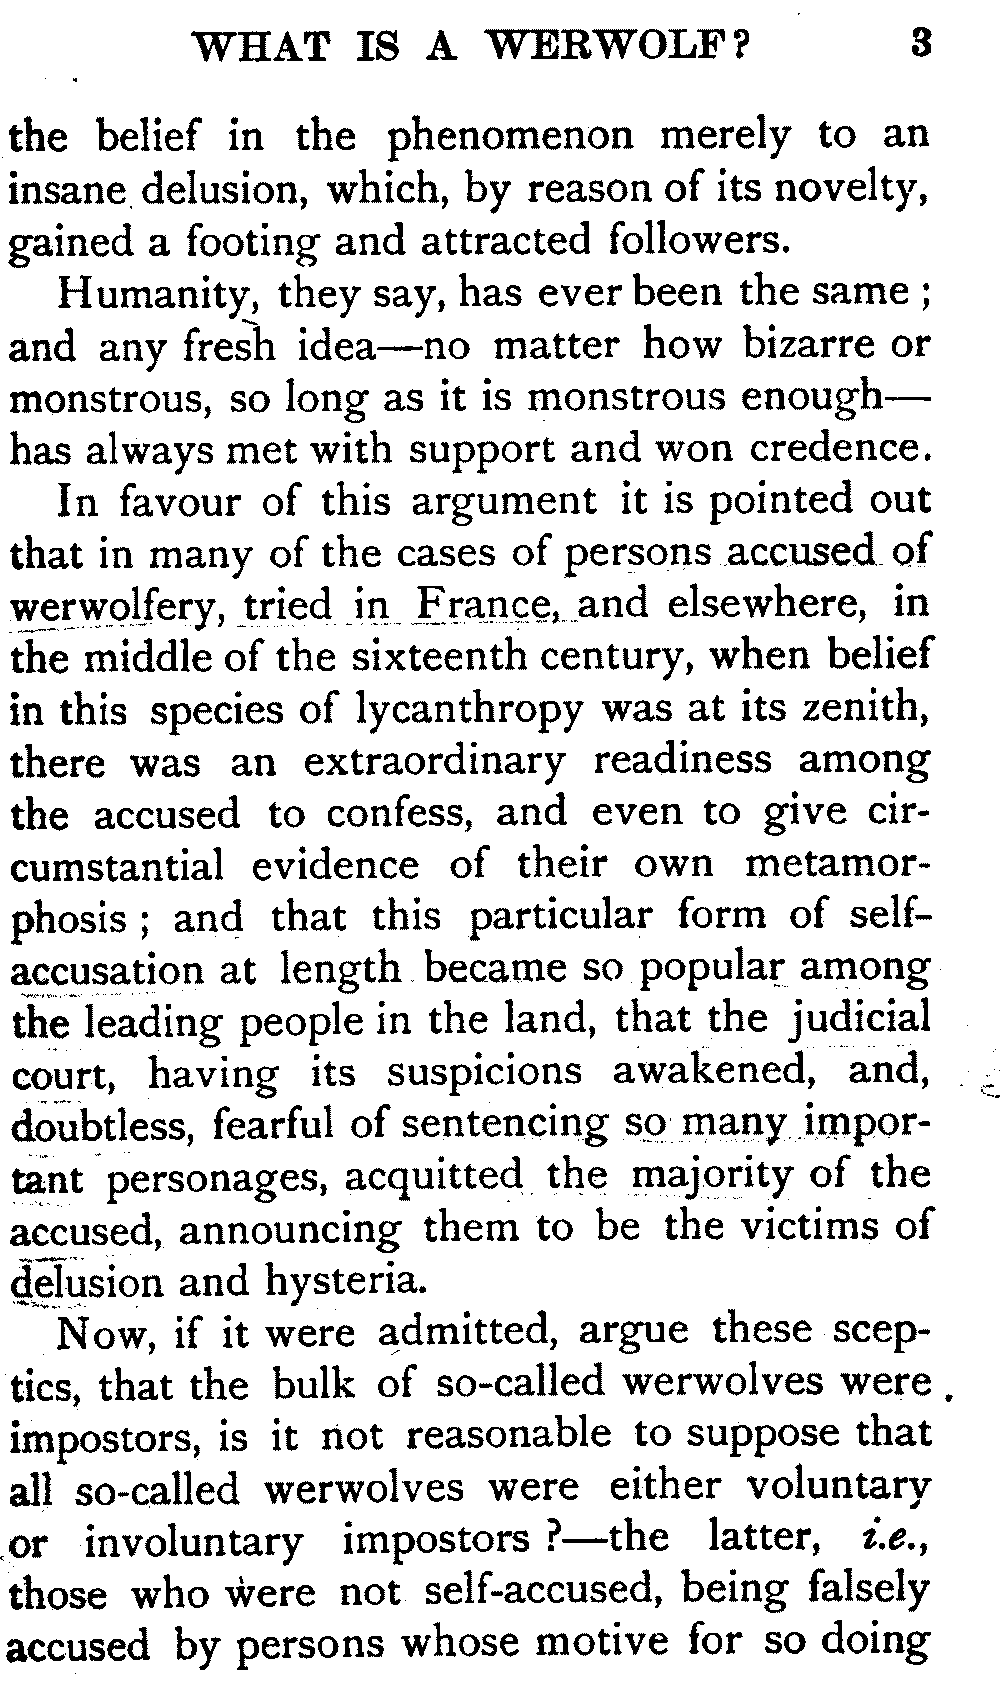 WHAT IS A WERWOLF? 3
the belief in the phenomenon merely to an
insane delusion, which, by reason of its novelty,
gained a footing and attracted followers.
Humanity, they say, has ever been the same ;
and any fresh idea—no matter how bizarre or
monstrous, so long as it is monstrous enough—
has always met with support and won credence.
In favour of this argument it is pointed out
that in many of the cases of persons accused of
werwolfery, tried in France, and elsewhere, in
the middle of the sixteenth century, when belief
in this species of lycanthropy was at its zenith,
there was an extraordinary readiness among
the accused to confess, and even to give cir-
cumstantial evidence of their own metamor-
phosis ; and that this particular form of self-
accusation at length became so popular among
the leading people in the land, that the judicial
court, having its suspicions awakened, and,
doubtless, fearful of sentencing so many impor-
tant personages, acquitted the majority of the
accused, announcing them to be the victims of
delusion and hysteria.
Now, if it were admitted, argue these scep-
tics, that the bulk of so-called werwolves were
impostors, is it not reasonable to suppose that
all so-called werwolves were either voluntary
or involuntary impostors ?—the latter, i.e.,
those who were not self-accused, being falsely
accused by persons whose motive for so doing